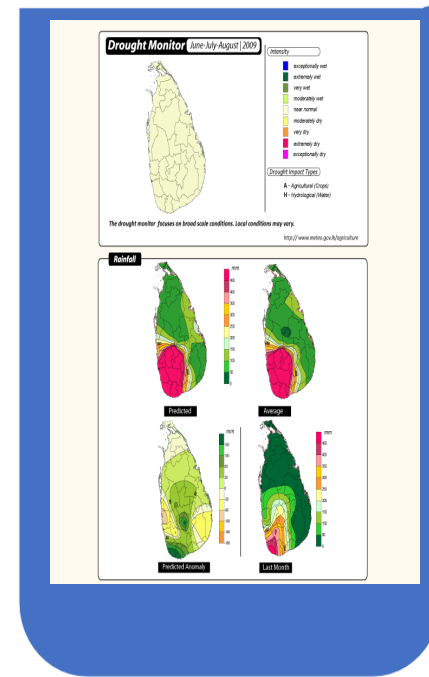 Drought Monitor June-July-August | 2009
Intensity
exceptionally wet
extremely wet
very wet
moderately wet
near normal
moderately dry
very dry
extremely dry
exceptionally dry
Drought Impact Types
A - Agricultural (Crops)
H - Hydrological (Water)
The drought monitor focuses on broad scale conditions. Local conditions may vary.
http:// www.meteo.gov.lk/agriculture
Rainfall
mm
mm
Predicted
Average
mm
mm
Predicted Anomaly
Last Month